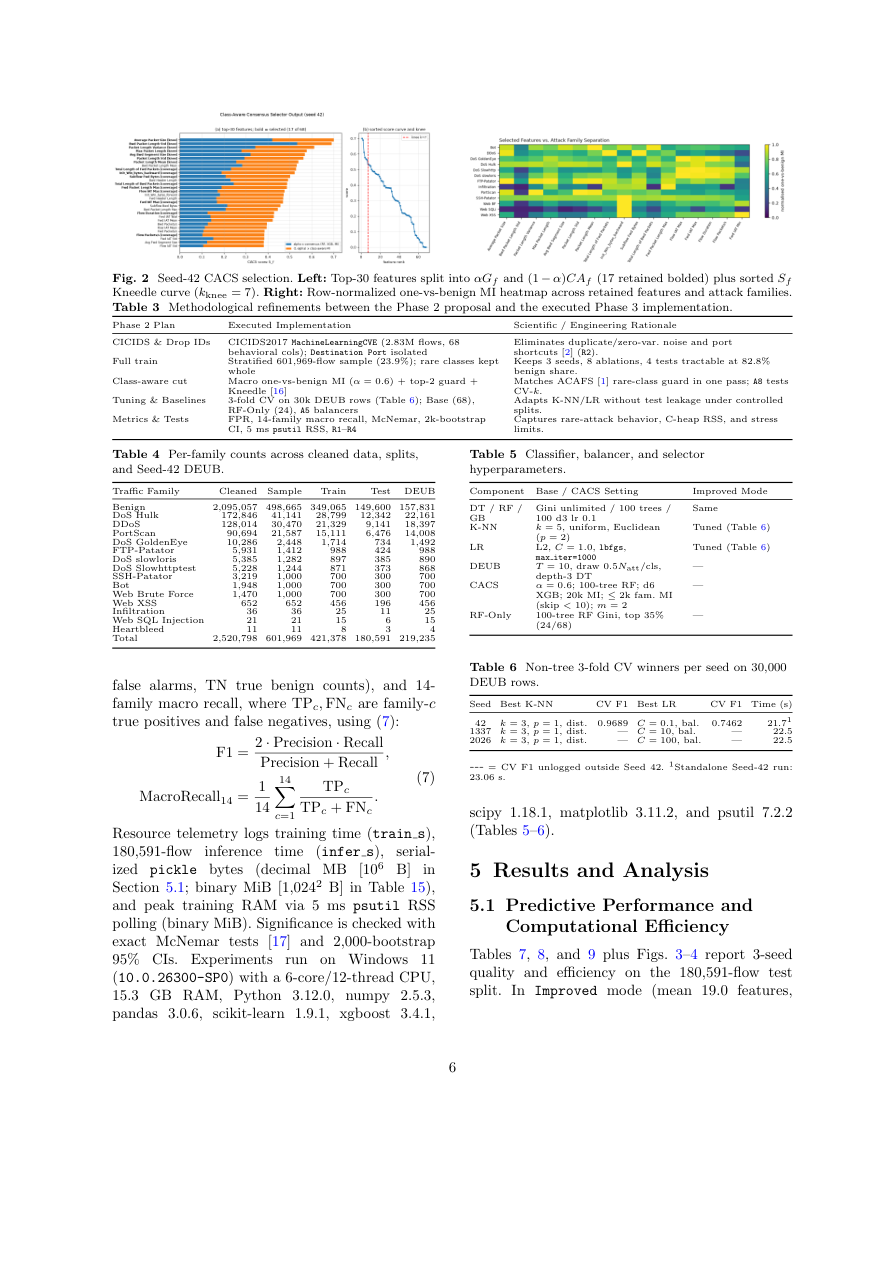 Class-Aware Consensus Selector Output (seed 42)
Selected Features vs. Attack Family Separation
Fig. 2 Seed-42 CACS selection. Left: Top-30 features split into αG_f and (1−α)CA_f (17 retained bolded) plus sorted S_f
Kneedle curve (k_knee = 7). Right: Row-normalized one-vs-benign MI heatmap across retained features and attack families.
Table 3 Methodological refinements between the Phase 2 proposal and the executed Phase 3 implementation.
Phase 2 Plan Executed Implementation Scientific / Engineering Rationale
CICIDS & Drop IDs CICIDS2017 MachineLearningCVE (2.83M flows, 68 Eliminates duplicate/zero-var. noise and port
behavioral cols); Destination Port isolated shortcuts [2] (R2).
Full train Stratified 601,969-flow sample (23.9%); rare classes kept Keeps 3 seeds, 8 ablations, 4 tests tractable at 82.8%
whole benign share.
Class-aware cut Macro one-vs-benign MI (α = 0.6) + top-2 guard + Matches ACAFS [1] rare-class guard in one pass; A8 tests
Kneedle [16] CV-k.
Tuning & Baselines 3-fold CV on 30k DEUB rows (Table 6); Base (68), Adapts K-NN/LR without test leakage under controlled
RF-Only (24), A5 balancers splits.
Metrics & Tests FPR, 14-family macro recall, McNemar, 2k-bootstrap Captures rare-attack behavior, C-heap RSS, and stress
CI, 5 ms psutil RSS, R1–R4 limits.
Table 4 Per-family counts across cleaned data, splits,
and Seed-42 DEUB.
Traffic Family Cleaned Sample Train Test DEUB
Benign 2,095,057 498,665 349,065 149,600 157,831
DoS Hulk 172,846 41,141 28,799 12,342 22,161
DDoS 128,014 30,470 21,329 9,141 18,397
PortScan 90,694 21,587 15,111 6,476 14,008
DoS GoldenEye 10,286 2,448 1,714 734 1,492
FTP-Patator 5,931 1,412 988 424 988
DoS slowloris 5,385 1,282 897 385 890
DoS Slowhttptest 5,228 1,244 871 373 868
SSH-Patator 3,219 1,000 700 300 700
Bot 1,948 1,000 700 300 700
Web Brute Force 1,470 1,000 700 300 700
Web XSS 652 652 456 196 456
Infiltration 36 36 25 11 25
Web SQL Injection 21 21 15 6 15
Heartbleed 11 11 8 3 4
Total 2,520,798 601,969 421,378 180,591 219,235
false alarms, TN true benign counts), and 14-
family macro recall, where TP_c, FN_c are family-c
true positives and false negatives, using (7):
F1 = 2 · Precision · Recall / Precision + Recall,
MacroRecall_14 = 1/14 ∑_{c=1}^{14} TP_c / TP_c + FN_c. (7)
Resource telemetry logs training time (train_s),
180,591-flow inference time (infer_s), serial-
ized pickle bytes (decimal MB [10^6 B] in
Section 5.1; binary MiB [1,024² B] in Table 15),
and peak training RAM via 5 ms psutil RSS
polling (binary MiB). Significance is checked with
exact McNemar tests [17] and 2,000-bootstrap
95% CIs. Experiments run on Windows 11
(10.0.26300-SP0) with a 6-core/12-thread CPU,
15.3 GB RAM, Python 3.12.0, numpy 2.5.3,
pandas 3.0.6, scikit-learn 1.9.1, xgboost 3.4.1,
Table 5 Classifier, balancer, and selector
hyperparameters.
Component Base / CACS Setting Improved Mode
DT / RF / Gini unlimited / 100 trees / Same
GB 100 d3 lr 0.1
K-NN k = 5, uniform, Euclidean Tuned (Table 6)
(p = 2)
LR L2, C = 1.0, lbfgs, Tuned (Table 6)
max_iter=1000
DEUB T = 10, draw 0.5N_att/cls, —
depth-3 DT
CACS α = 0.6; 100-tree RF; d6 —
XGB; 20k MI; ≤ 2k fam. MI
(skip < 10); m = 2
RF-Only 100-tree RF Gini, top 35% —
(24/68)
Table 6 Non-tree 3-fold CV winners per seed on 30,000
DEUB rows.
Seed Best K-NN CV F1 Best LR CV F1 Time (s)
42 k = 3, p = 1, dist. 0.9689 C = 0.1, bal. 0.7462 21.7¹
1337 k = 3, p = 1, dist. — C = 10, bal. — 22.5
2026 k = 3, p = 1, dist. — C = 100, bal. — 22.5
--- = CV F1 unlogged outside Seed 42. ¹Standalone Seed-42 run:
23.06 s.
scipy 1.18.1, matplotlib 3.11.2, and psutil 7.2.2
(Tables 5–6).
5 Results and Analysis
5.1 Predictive Performance and
Computational Efficiency
Tables 7, 8, and 9 plus Figs. 3–4 report 3-seed
quality and efficiency on the 180,591-flow test
split. In Improved mode (mean 19.0 features,
6